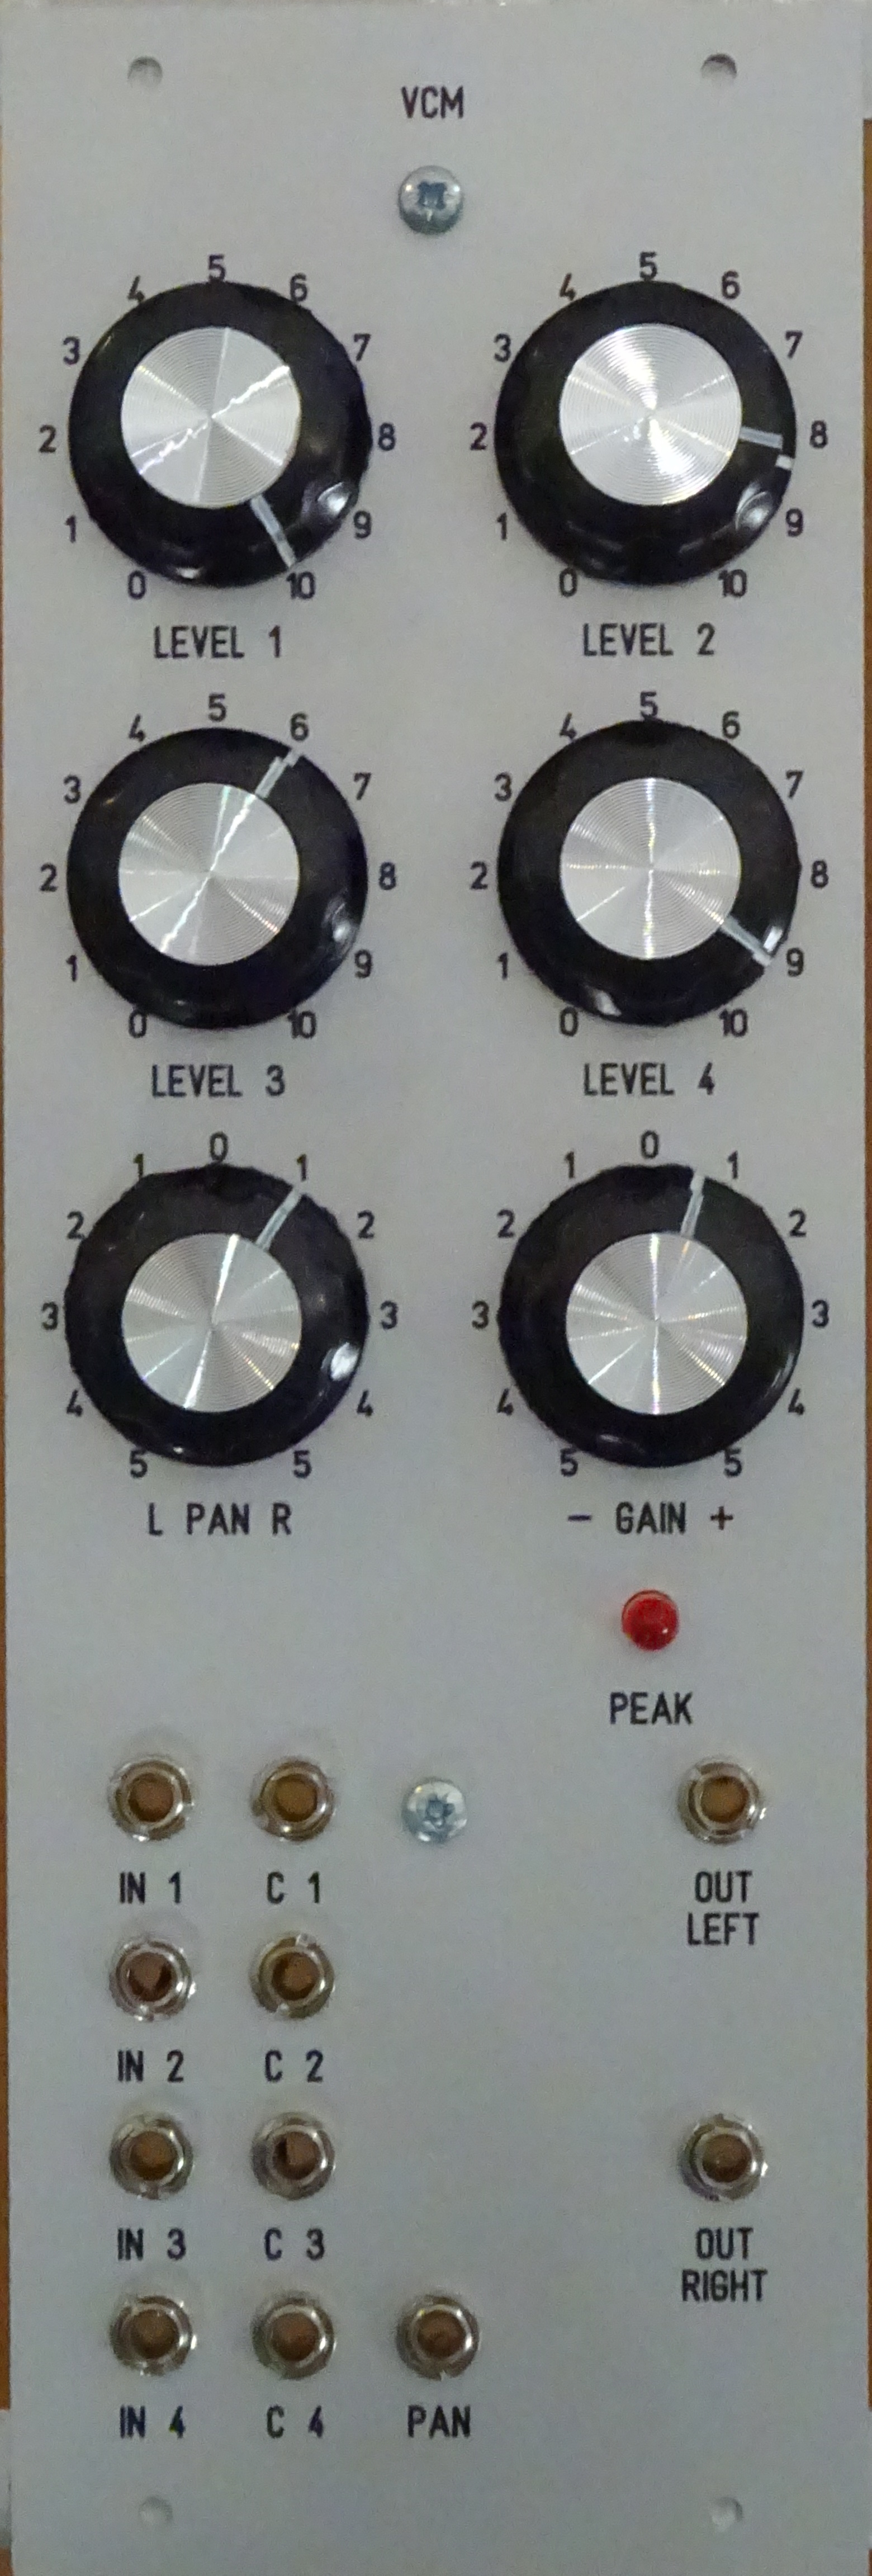 VCM
5 5
4 6 4 6
3 7 3 7
2 8 2 8
1 9 1 9
0 10 0 10
LEVEL 1 LEVEL 2
5 5
4 6 4 6
3 7 3 7
2 8 2 8
1 9 1 9
0 10 0 10
LEVEL 3 LEVEL 4
0 0
1 1 1 1
2 2 2 2
3 3 3 3
4 4 4 4
5 5 5 5
L PAN R - GAIN +
PEAK
IN 1 C 1 OUT
LEFT
IN 2 C 2
IN 3 C 3 OUT
RIGHT
IN 4 C 4 PAN